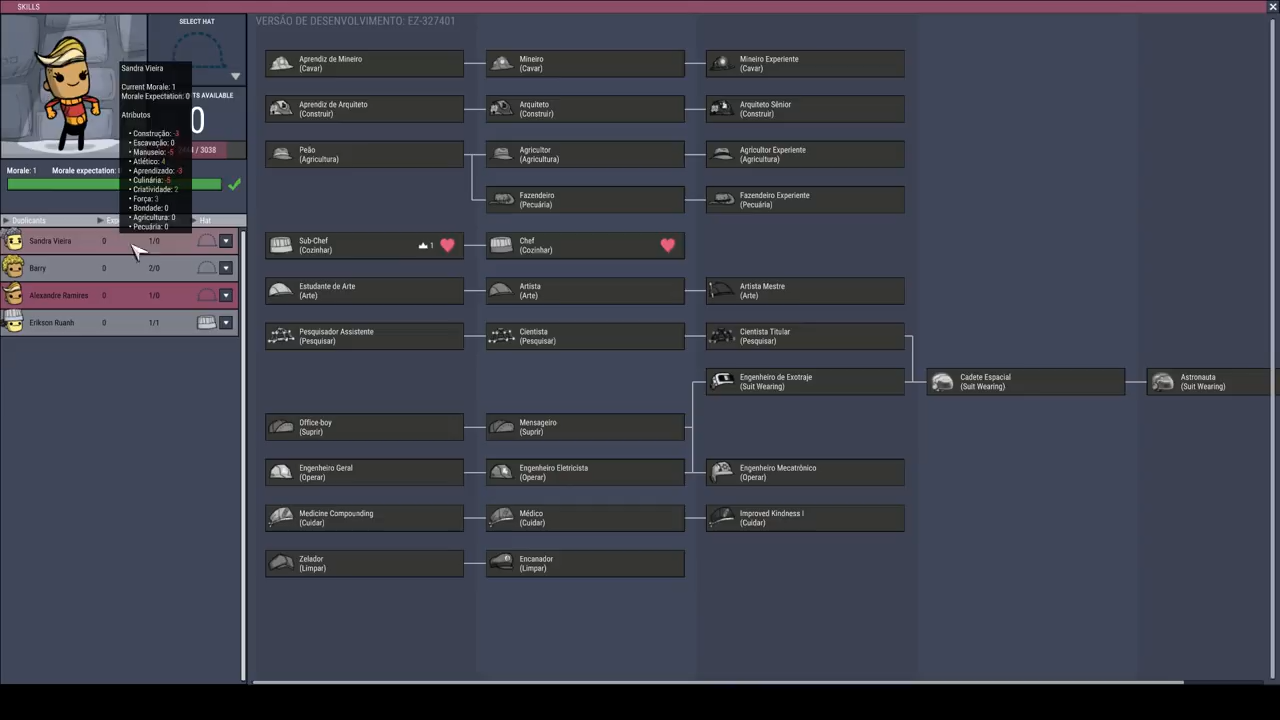 SKILLS
SELECT HAT
VERSÃO DE DESENVOLVIMENTO: EZ-327401
Sandra Vieira
Current Morale: 1
Morale Expectation: 0
Atributos
• Construção: -3
• Escavação: 0
• Manuseio: -5
• Atlético: 4
• Aprendizado: -3
• Culinária: -5
• Criatividade: 2
• Força: 3
• Bondade: 0
• Agricultura: 0
• Pecuária: 0
TS AVAILABLE
0
/ 3038
Morale: 1
Morale expectation:
Duplicants
Hat
Sandra Vieira 0 1/0
Barry 0 2/0
Alexandre Ramires 0 1/0
Erikson Ruanh 0 1/1
Aprendiz de Mineiro
(Cavar)
Mineiro
(Cavar)
Mineiro Experiente
(Cavar)
Aprendiz de Arquiteto
(Construir)
Arquiteto
(Construir)
Arquiteto Sênior
(Construir)
Peão
(Agricultura)
Agricultor
(Agricultura)
Agricultor Experiente
(Agricultura)
Fazendeiro
(Pecuária)
Fazendeiro Experiente
(Pecuária)
Sub-Chef
(Cozinhar)
1
Chef
(Cozinhar)
Estudante de Arte
(Arte)
Artista
(Arte)
Artista Mestre
(Arte)
Pesquisador Assistente
(Pesquisar)
Cientista
(Pesquisar)
Cientista Titular
(Pesquisar)
Engenheiro de Exotraje
(Suit Wearing)
Cadete Espacial
(Suit Wearing)
Astronauta
(Suit Wearing)
Office-boy
(Suprir)
Mensageiro
(Suprir)
Engenheiro Geral
(Operar)
Engenheiro Eletricista
(Operar)
Engenheiro Mecatrônico
(Operar)
Medicine Compounding
(Cuidar)
Médico
(Cuidar)
Improved Kindness I
(Cuidar)
Zelador
(Limpar)
Encanador
(Limpar)